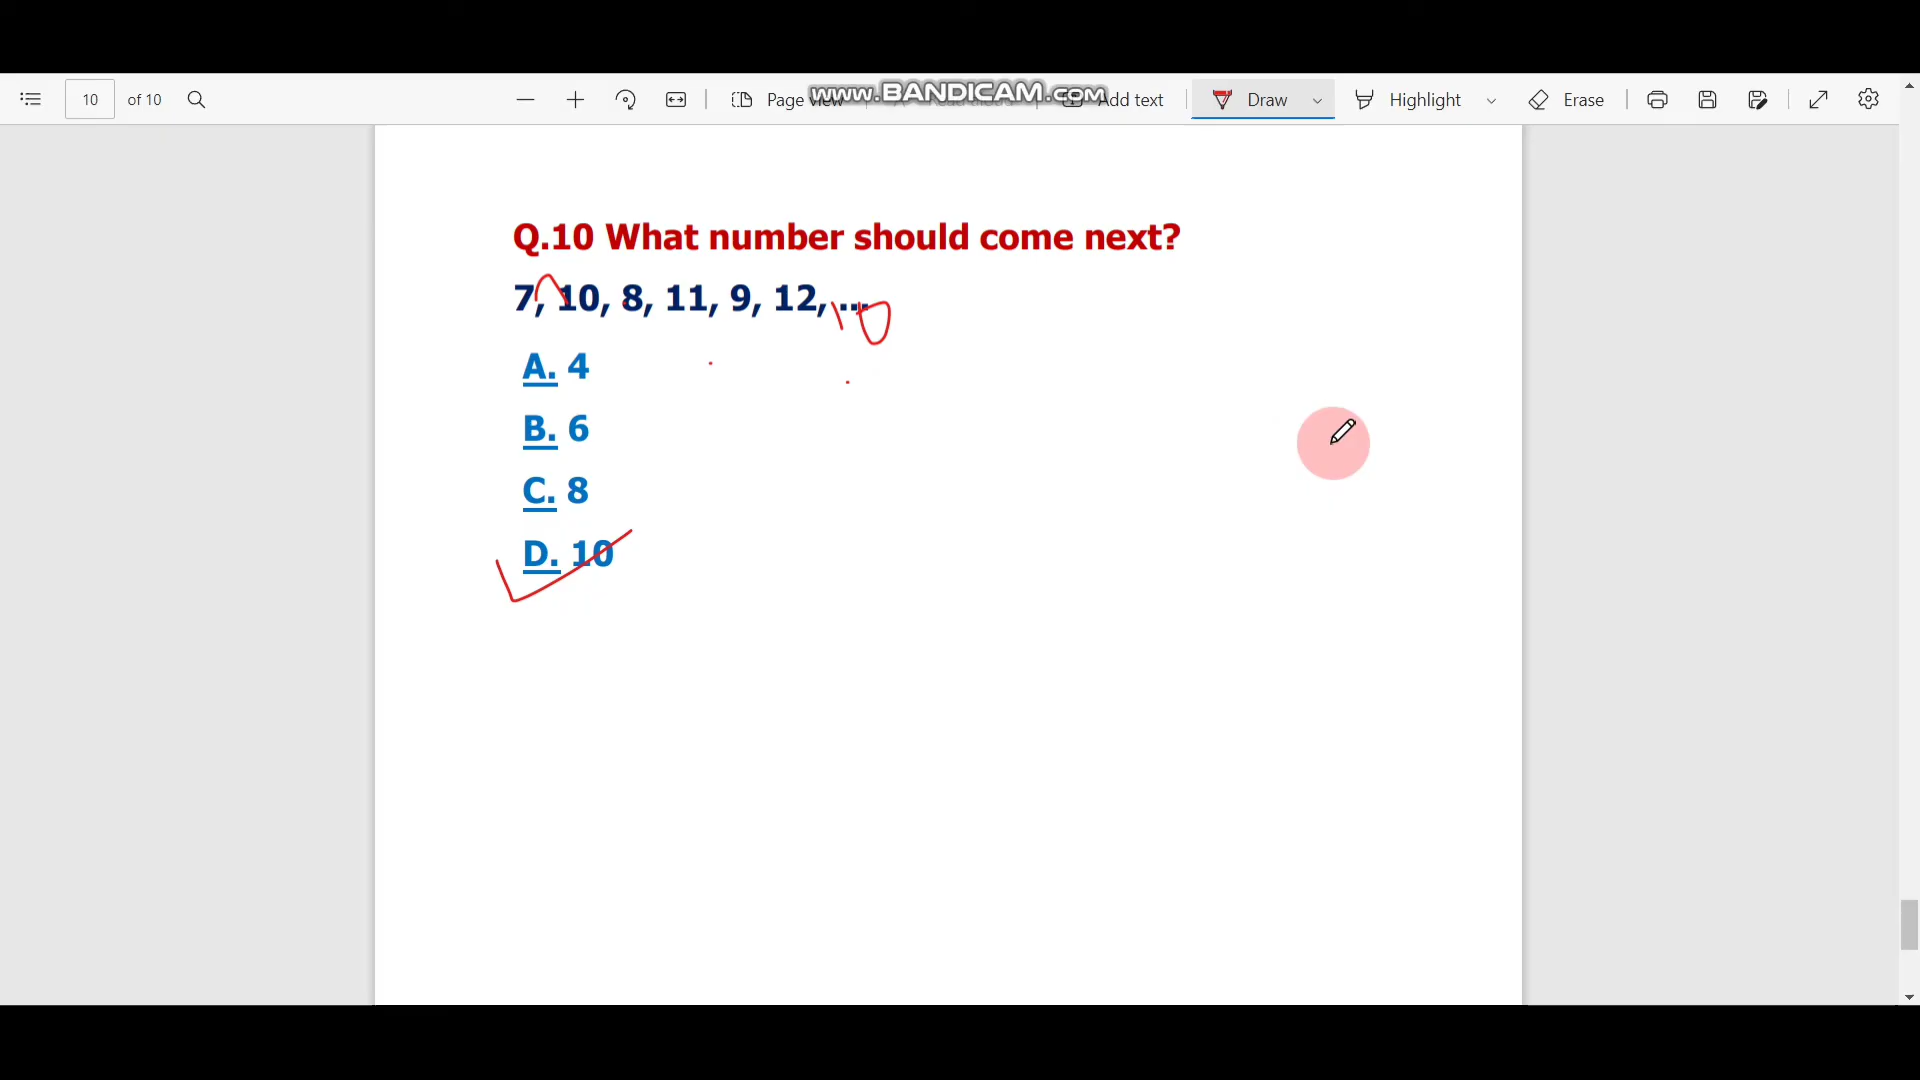 www.BANDICAM.com
10 of 10 Page view Add text Draw Highlight Erase
Q.10 What number should come next?
7, 10, 8, 11, 9, 12, ...
10
A. 4
B. 6
C. 8
D. 10